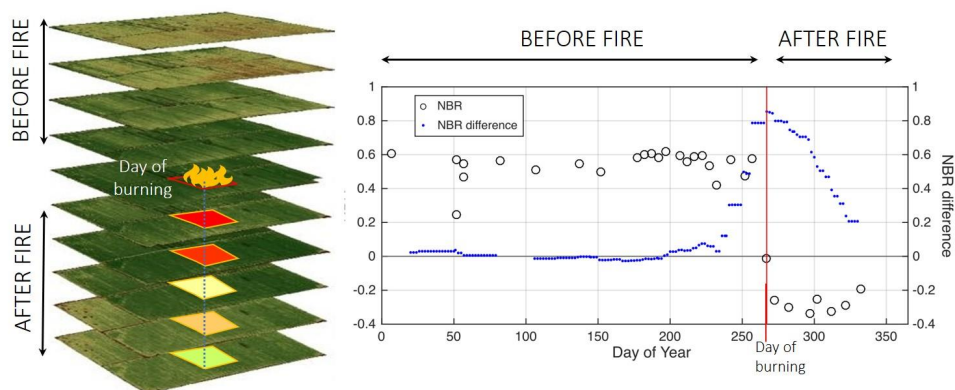 BEFORE FIRE
Day of
burning
AFTER FIRE
BEFORE FIRE
AFTER FIRE
NBR
NBR difference
1
0.8
0.6
0.4
0.2
0
-0.2
-0.4
0.8
0.6
0.4
0.2
0
-0.2
-0.4
NBR difference
0
50
100
150
200
250
300
350
Day of Year
Day of
burning